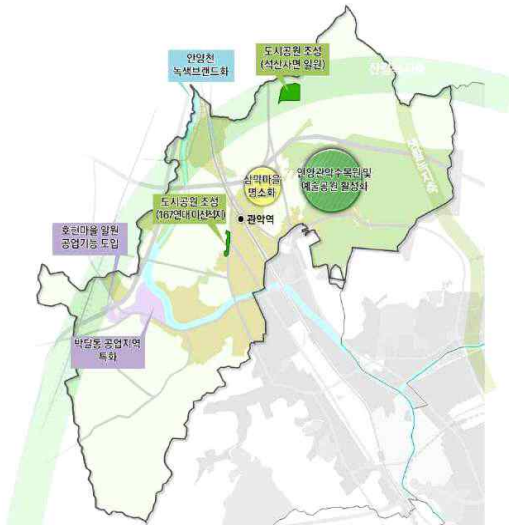 안양천
녹색브랜드화
도시공원 조성
(석산사면 일원)
삼막마을
명소화
안양관악수목원 및
예술공원 활성화
도시공원 조성
(167연대 이전적지)
관악역
호현마을 일원
공업기능 도입
박달동 공업지역
특화